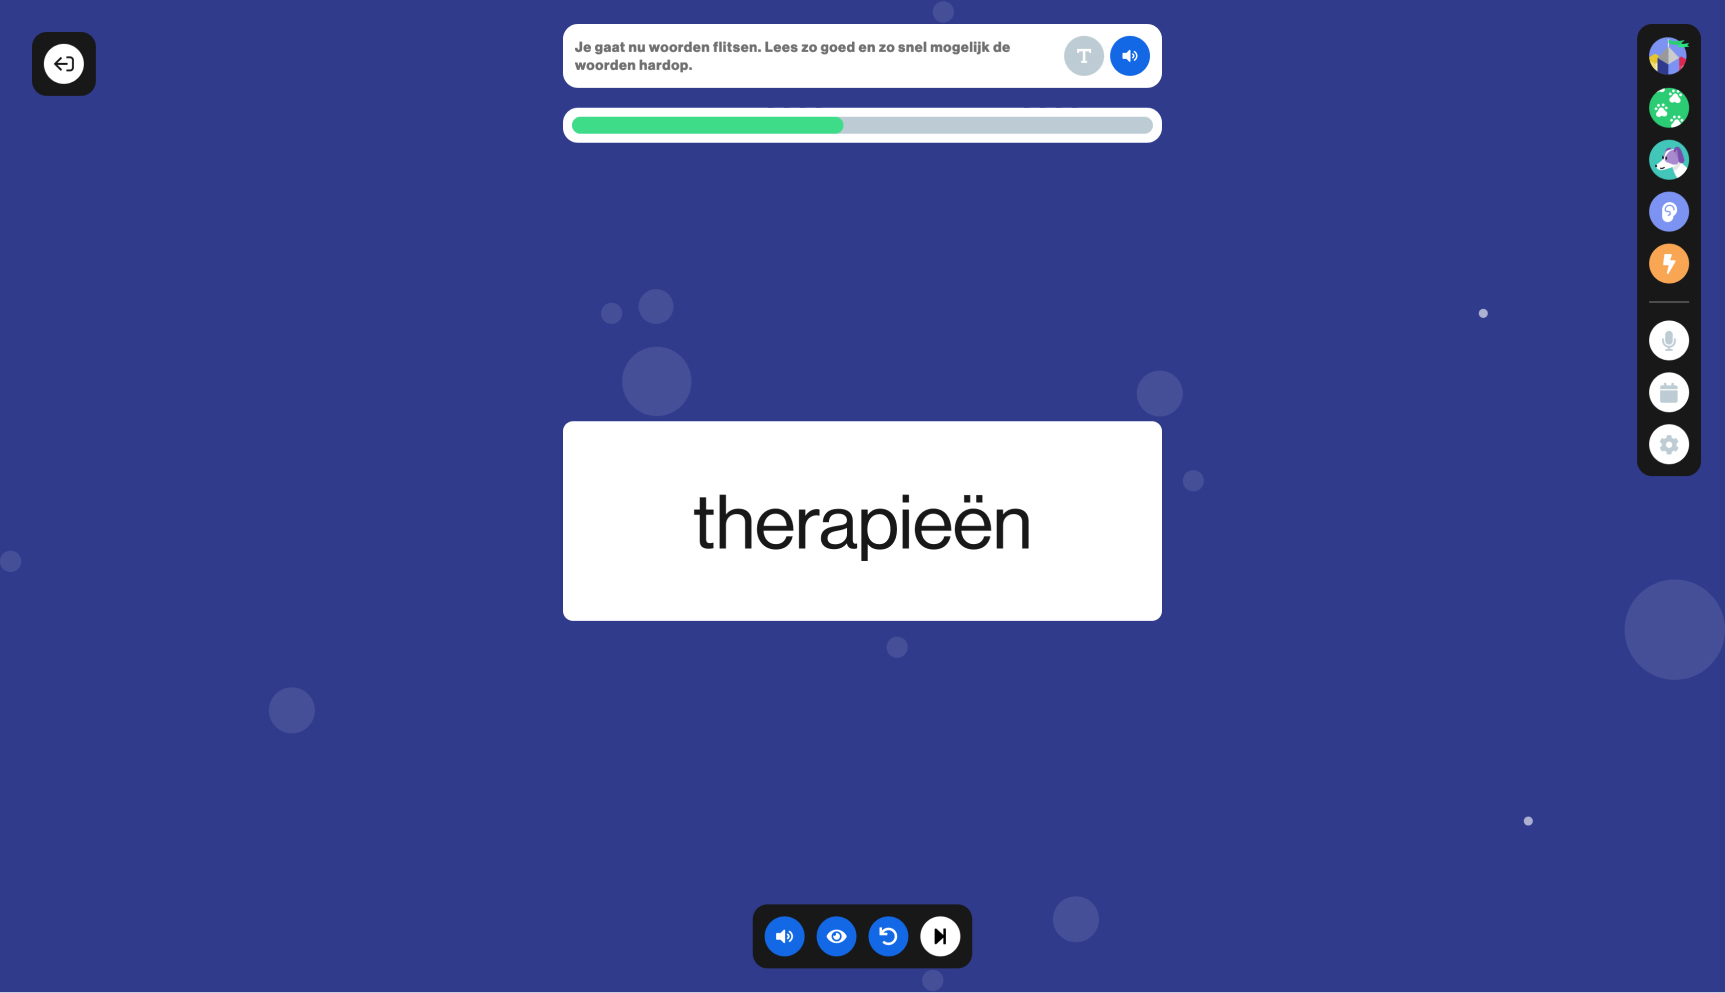 Je gaat nu woorden flitsen. Lees zo goed en zo snel mogelijk de
woorden hardop.
therapieën